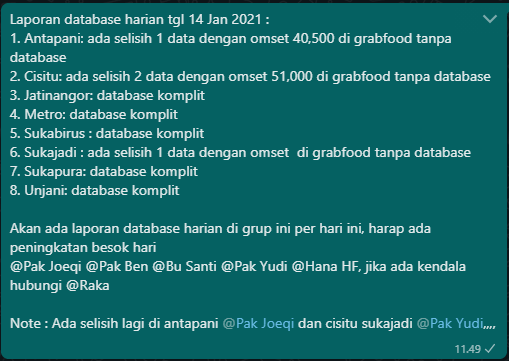 Laporan database harian tgl 14 Jan 2021 :
1. Antapani: ada selisih 1 data dengan omset 40,500 di grabfood tanpa
database
2. Cisitu: ada selisih 2 data dengan omset 51,000 di grabfood tanpa database
3. Jatinangor: database komplit
4. Metro: database komplit
5. Sukabirus : database komplit
6. Sukajadi : ada selisih 1 data dengan omset  di grabfood tanpa database
7. Sukapura: database komplit
8. Unjani: database komplit

Akan ada laporan database harian di grup ini per hari ini, harap ada
peningkatan besok hari
@Pak Joeqi @Pak Ben @Bu Santi @Pak Yudi @Hana HF, jika ada kendala
hubungi @Raka

Note : Ada selisih lagi di antapani @Pak Joeqi dan cisitu sukajadi @Pak Yudi,,,,
11.49